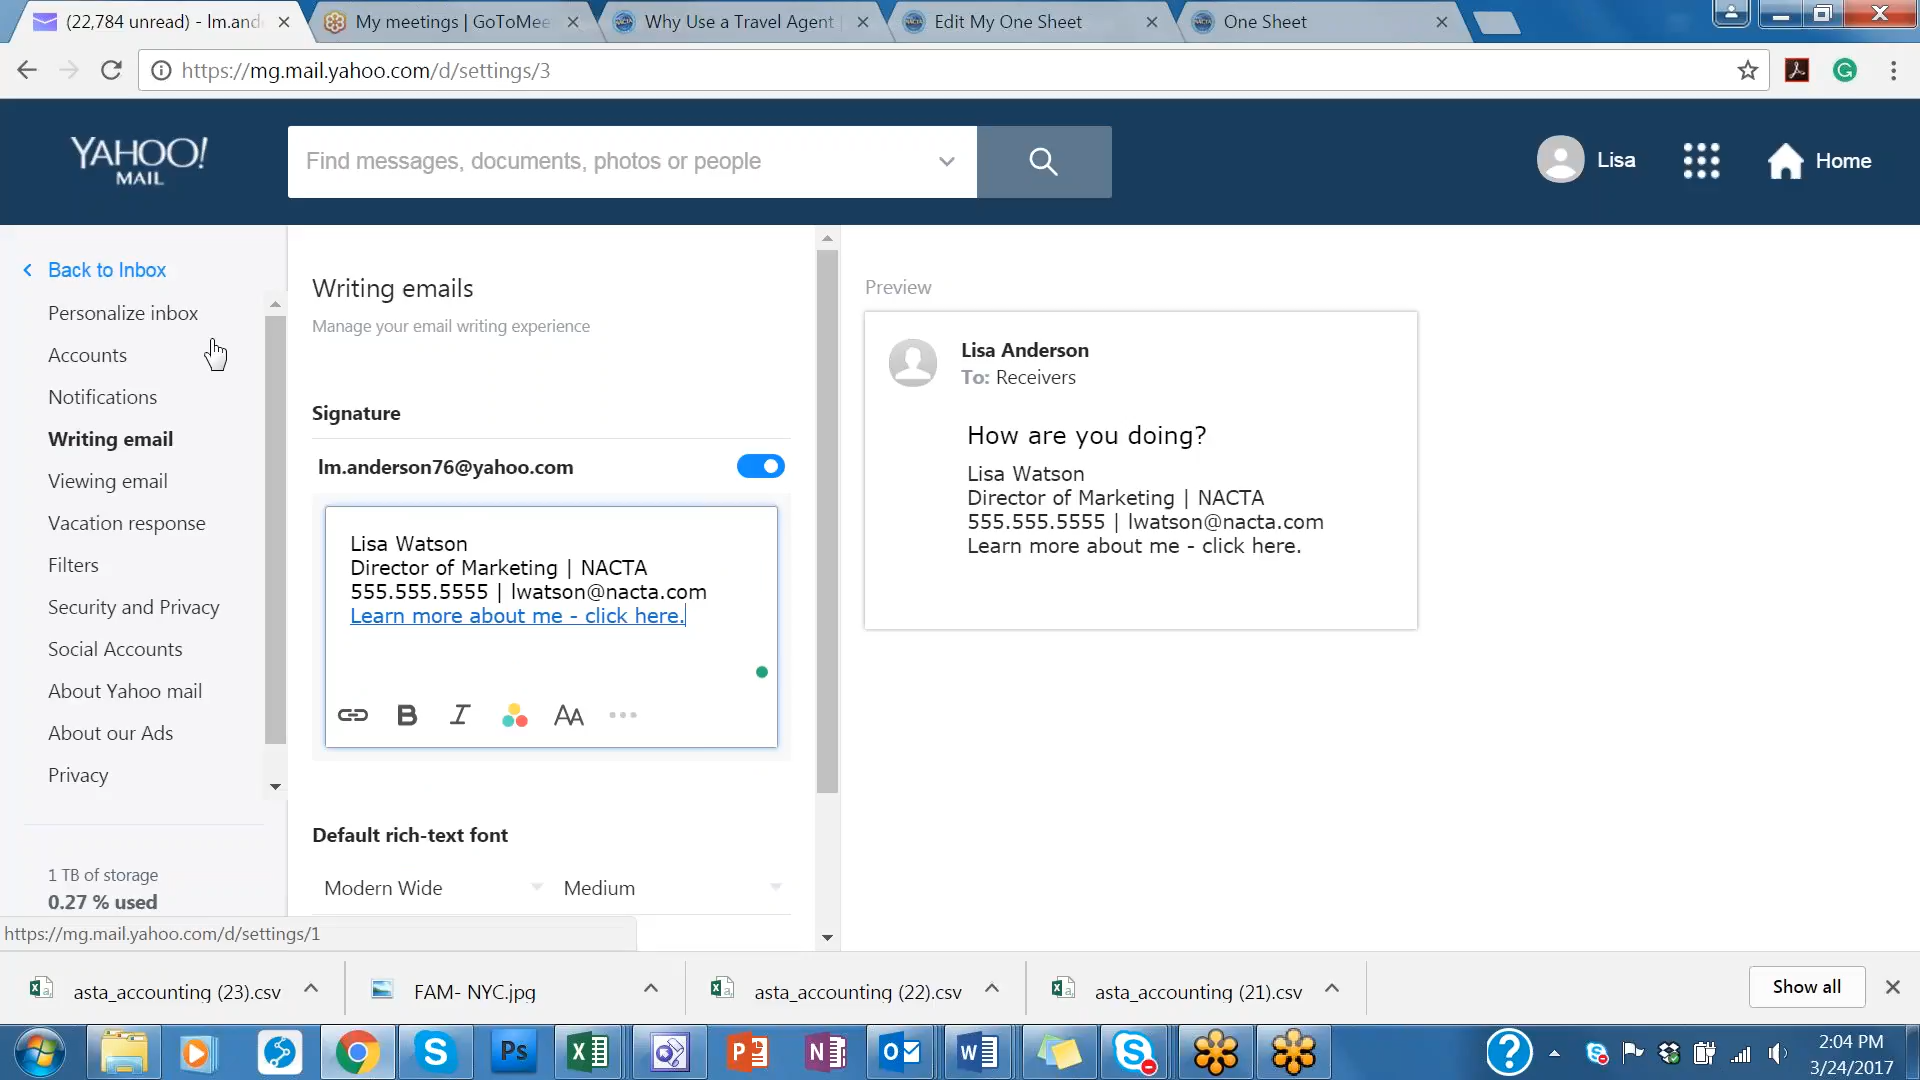 (22,784 unread) - lm.ande
My meetings | GoToMee
Why Use a Travel Agent |
Edit My One Sheet
One Sheet
https://mg.mail.yahoo.com/d/settings/3
YAHOO!
MAIL
Find messages, documents, photos or people
Lisa
Home
Back to Inbox
Personalize inbox
Accounts
Notifications
Writing email
Viewing email
Vacation response
Filters
Security and Privacy
Social Accounts
About Yahoo mail
About our Ads
Privacy
1 TB of storage
0.27 % used
https://mg.mail.yahoo.com/d/settings/1
Writing emails
Manage your email writing experience
Signature
lm.anderson76@yahoo.com
Lisa Watson
Director of Marketing | NACTA
555.555.5555 | lwatson@nacta.com
Learn more about me - click here.
B I AA
Default rich-text font
Modern Wide
Medium
Preview
Lisa Anderson
To: Receivers
How are you doing?
Lisa Watson
Director of Marketing | NACTA
555.555.5555 | lwatson@nacta.com
Learn more about me - click here.
asta_accounting (23).csv
FAM- NYC.jpg
asta_accounting (22).csv
asta_accounting (21).csv
Show all
2:04 PM
3/24/2017